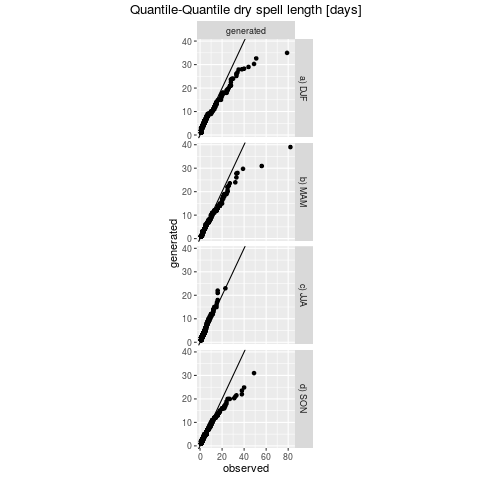 Quantile-Quantile dry spell length [days]
generated
40
30
20
10
0
a) DJF
40
30
20
10
0
b) MAM
generated
40
30
20
10
0
c) JJA
40
30
20
10
0
d) SON
0 20 40 60 80
observed